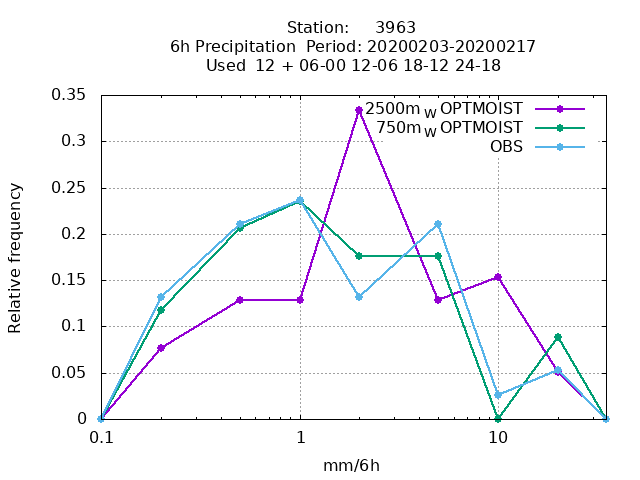 Station: 3963
6h Precipitation Period: 20200203-20200217
Used 12 + 06-00 12-06 18-12 24-18
0.35
0.3
0.25
0.2
0.15
0.1
0.05
0
Relative frequency
2500m W OPTMOIST
750m W OPTMOIST
OBS
0.1 1 10
mm/6h